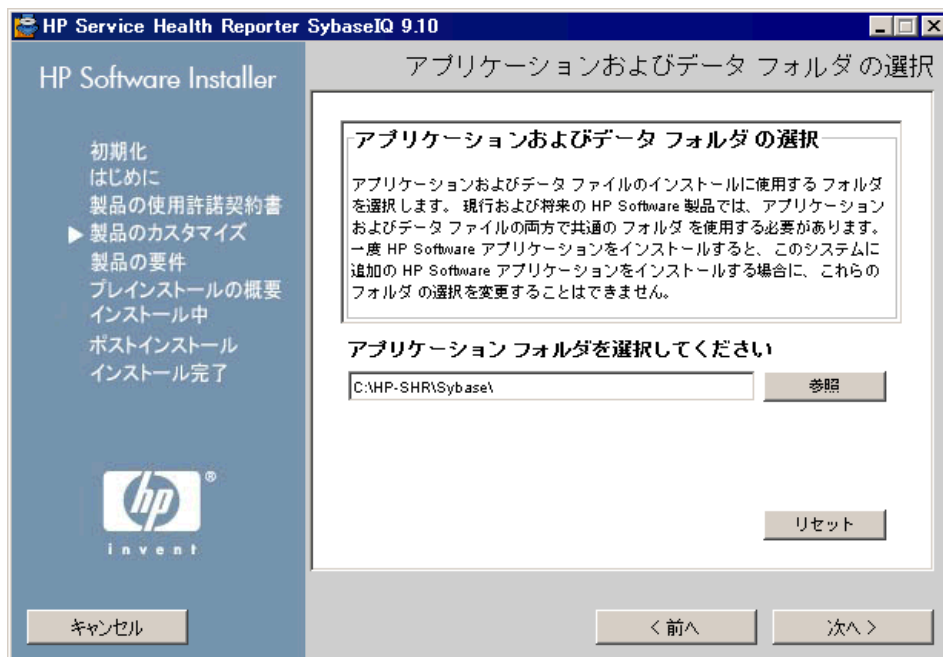 HP Service Health Reporter SybaseIQ 9.10
HP Software Installer
アプリケーションおよびデータ フォルダ の選択
初期化
はじめに
製品の使用許諾契約書
製品のカスタマイズ
製品の要件
プレインストールの概要
インストール中
ポストインストール
インストール完了
アプリケーションおよびデータ フォルダ の選択
アプリケーションおよびデータ ファイルのインストールに使用する フォルダ
を選択します。 現行および将来の HP Software 製品では、アプリケーション
およびデータ ファイルの両方で共通の フォルダ を使用する必要があります。
一度 HP Software アプリケーションをインストールすると、このシステムに
追加の HP Software アプリケーションをインストールする場合に、これらの
フォルダ の選択を変更することはできません。
アプリケーション フォルダを選択してください
C:\HP-SHR\Sybase\
参照
リセット
hp
®
invent
キャンセル
< 前へ
次へ >